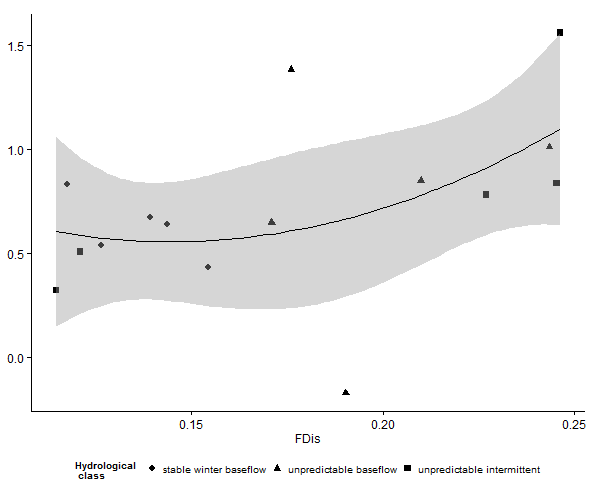 1.5
1.0
0.5
0.0
0.15 0.20 0.25
FDis
Hydrological
class
stable winter baseflow unpredictable baseflow unpredictable intermittent